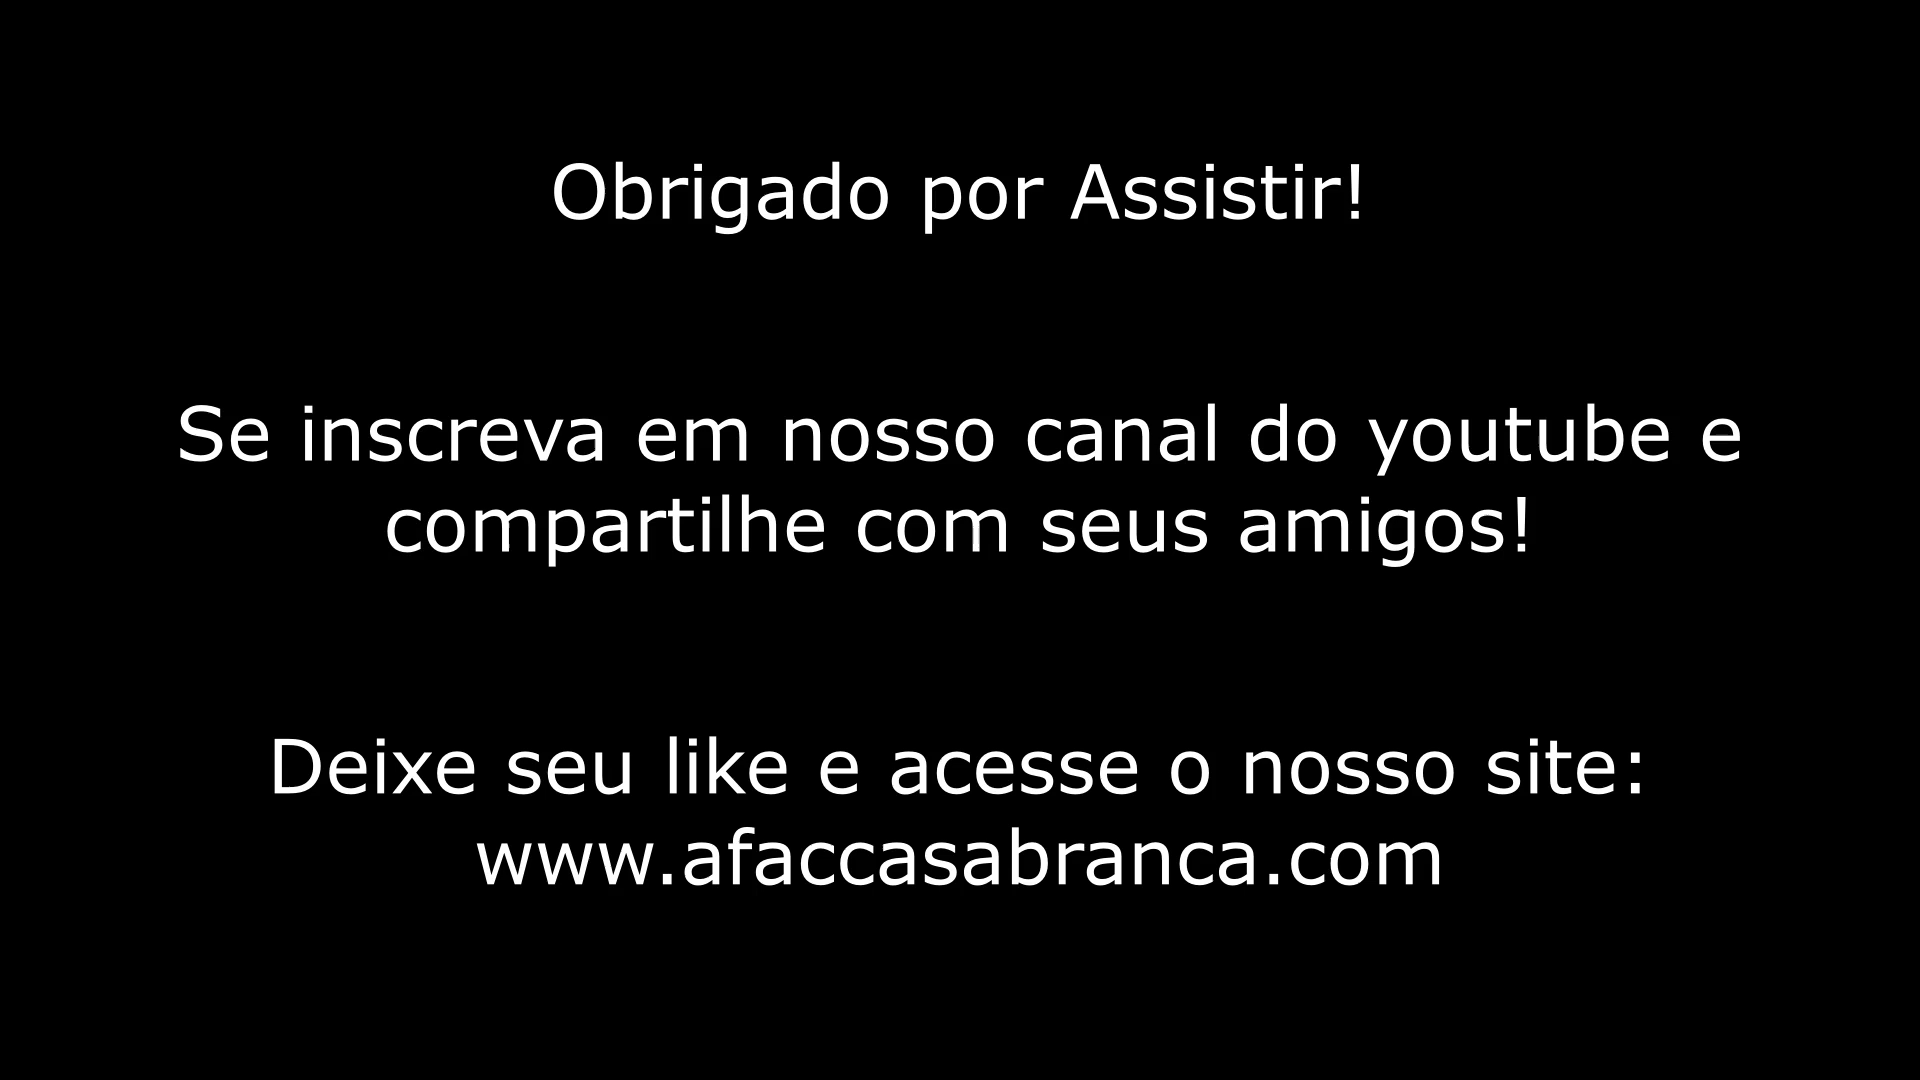 Obrigado por Assistir!
Se inscreva em nosso canal do youtube e
compartilhe com seus amigos!
Deixe seu like e acesse o nosso site:
www.afaccasabranca.com